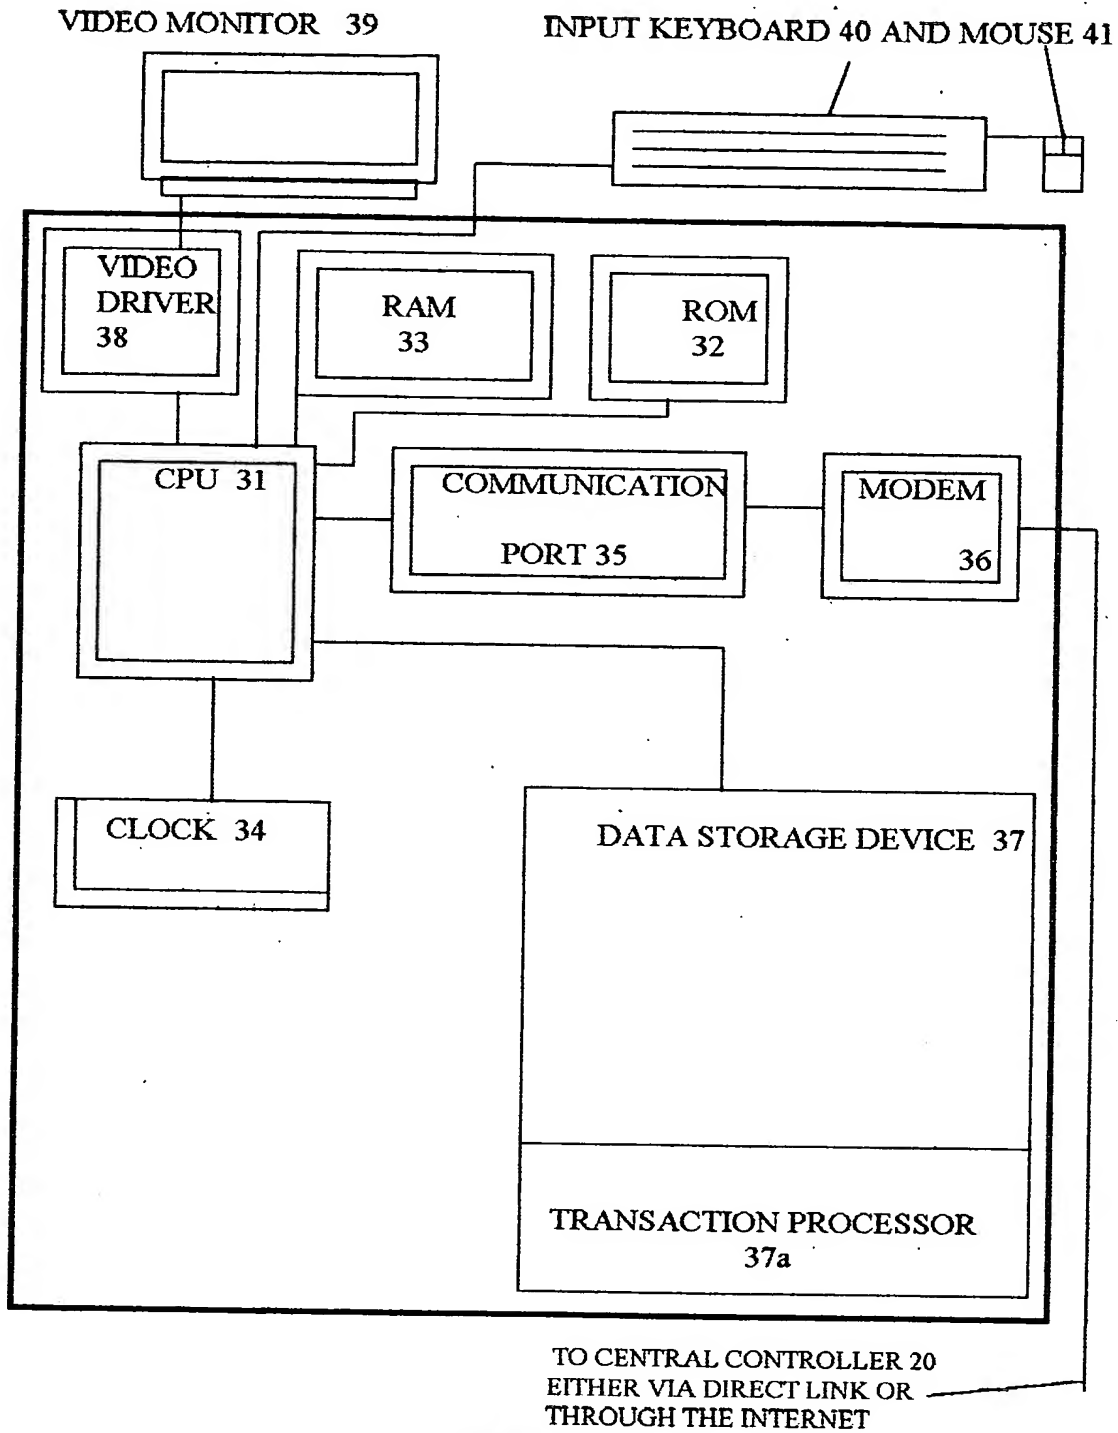 VIDEO MONITOR 39
INPUT KEYBOARD 40 AND MOUSE 41
VIDEO
DRIVER
38
RAM
33
ROM
32
CPU 31
COMMUNICATION
PORT 35
MODEM
36
CLOCK 34
DATA STORAGE DEVICE 37
TRANSACTION PROCESSOR
37a
TO CENTRAL CONTROLLER 20
EITHER VIA DIRECT LINK OR
THROUGH THE INTERNET